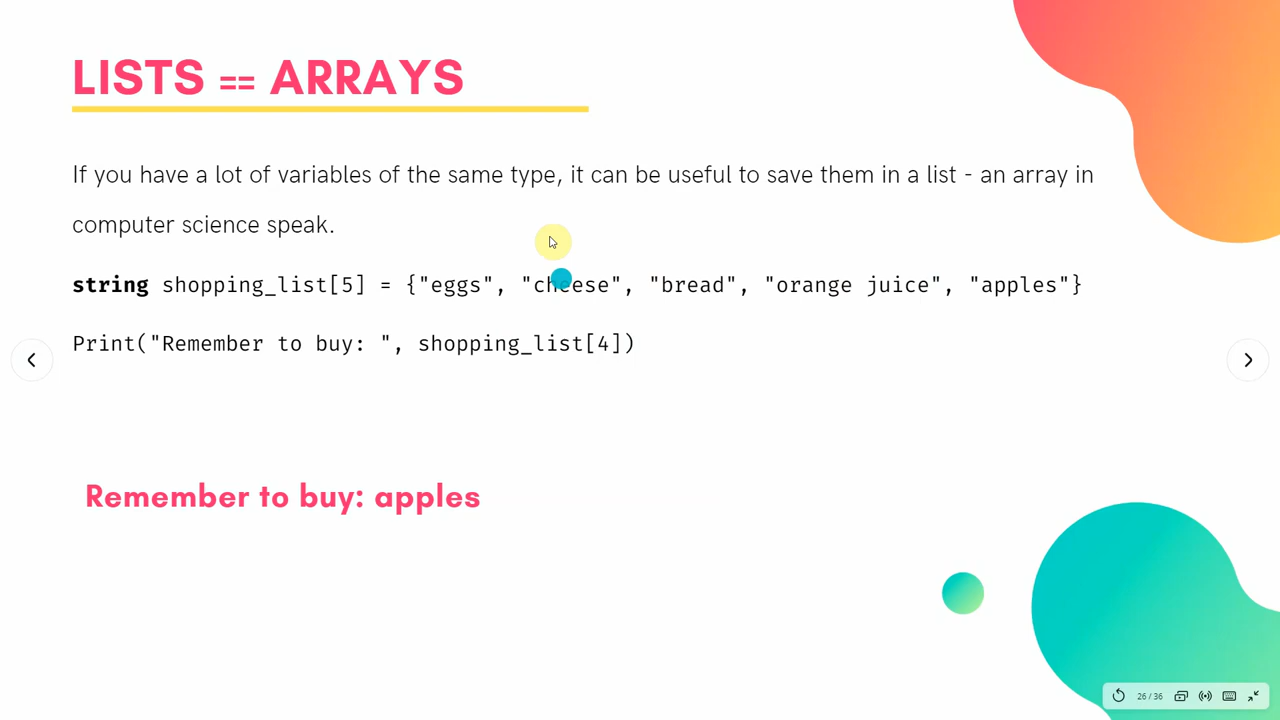 LISTS == ARRAYS
If you have a lot of variables of the same type, it can be useful to save them in a list - an array in
computer science speak.
string shopping_list[5] = {"eggs", "cheese", "bread", "orange juice", "apples"}
Print("Remember to buy: ", shopping_list[4])
Remember to buy: apples
26 / 36